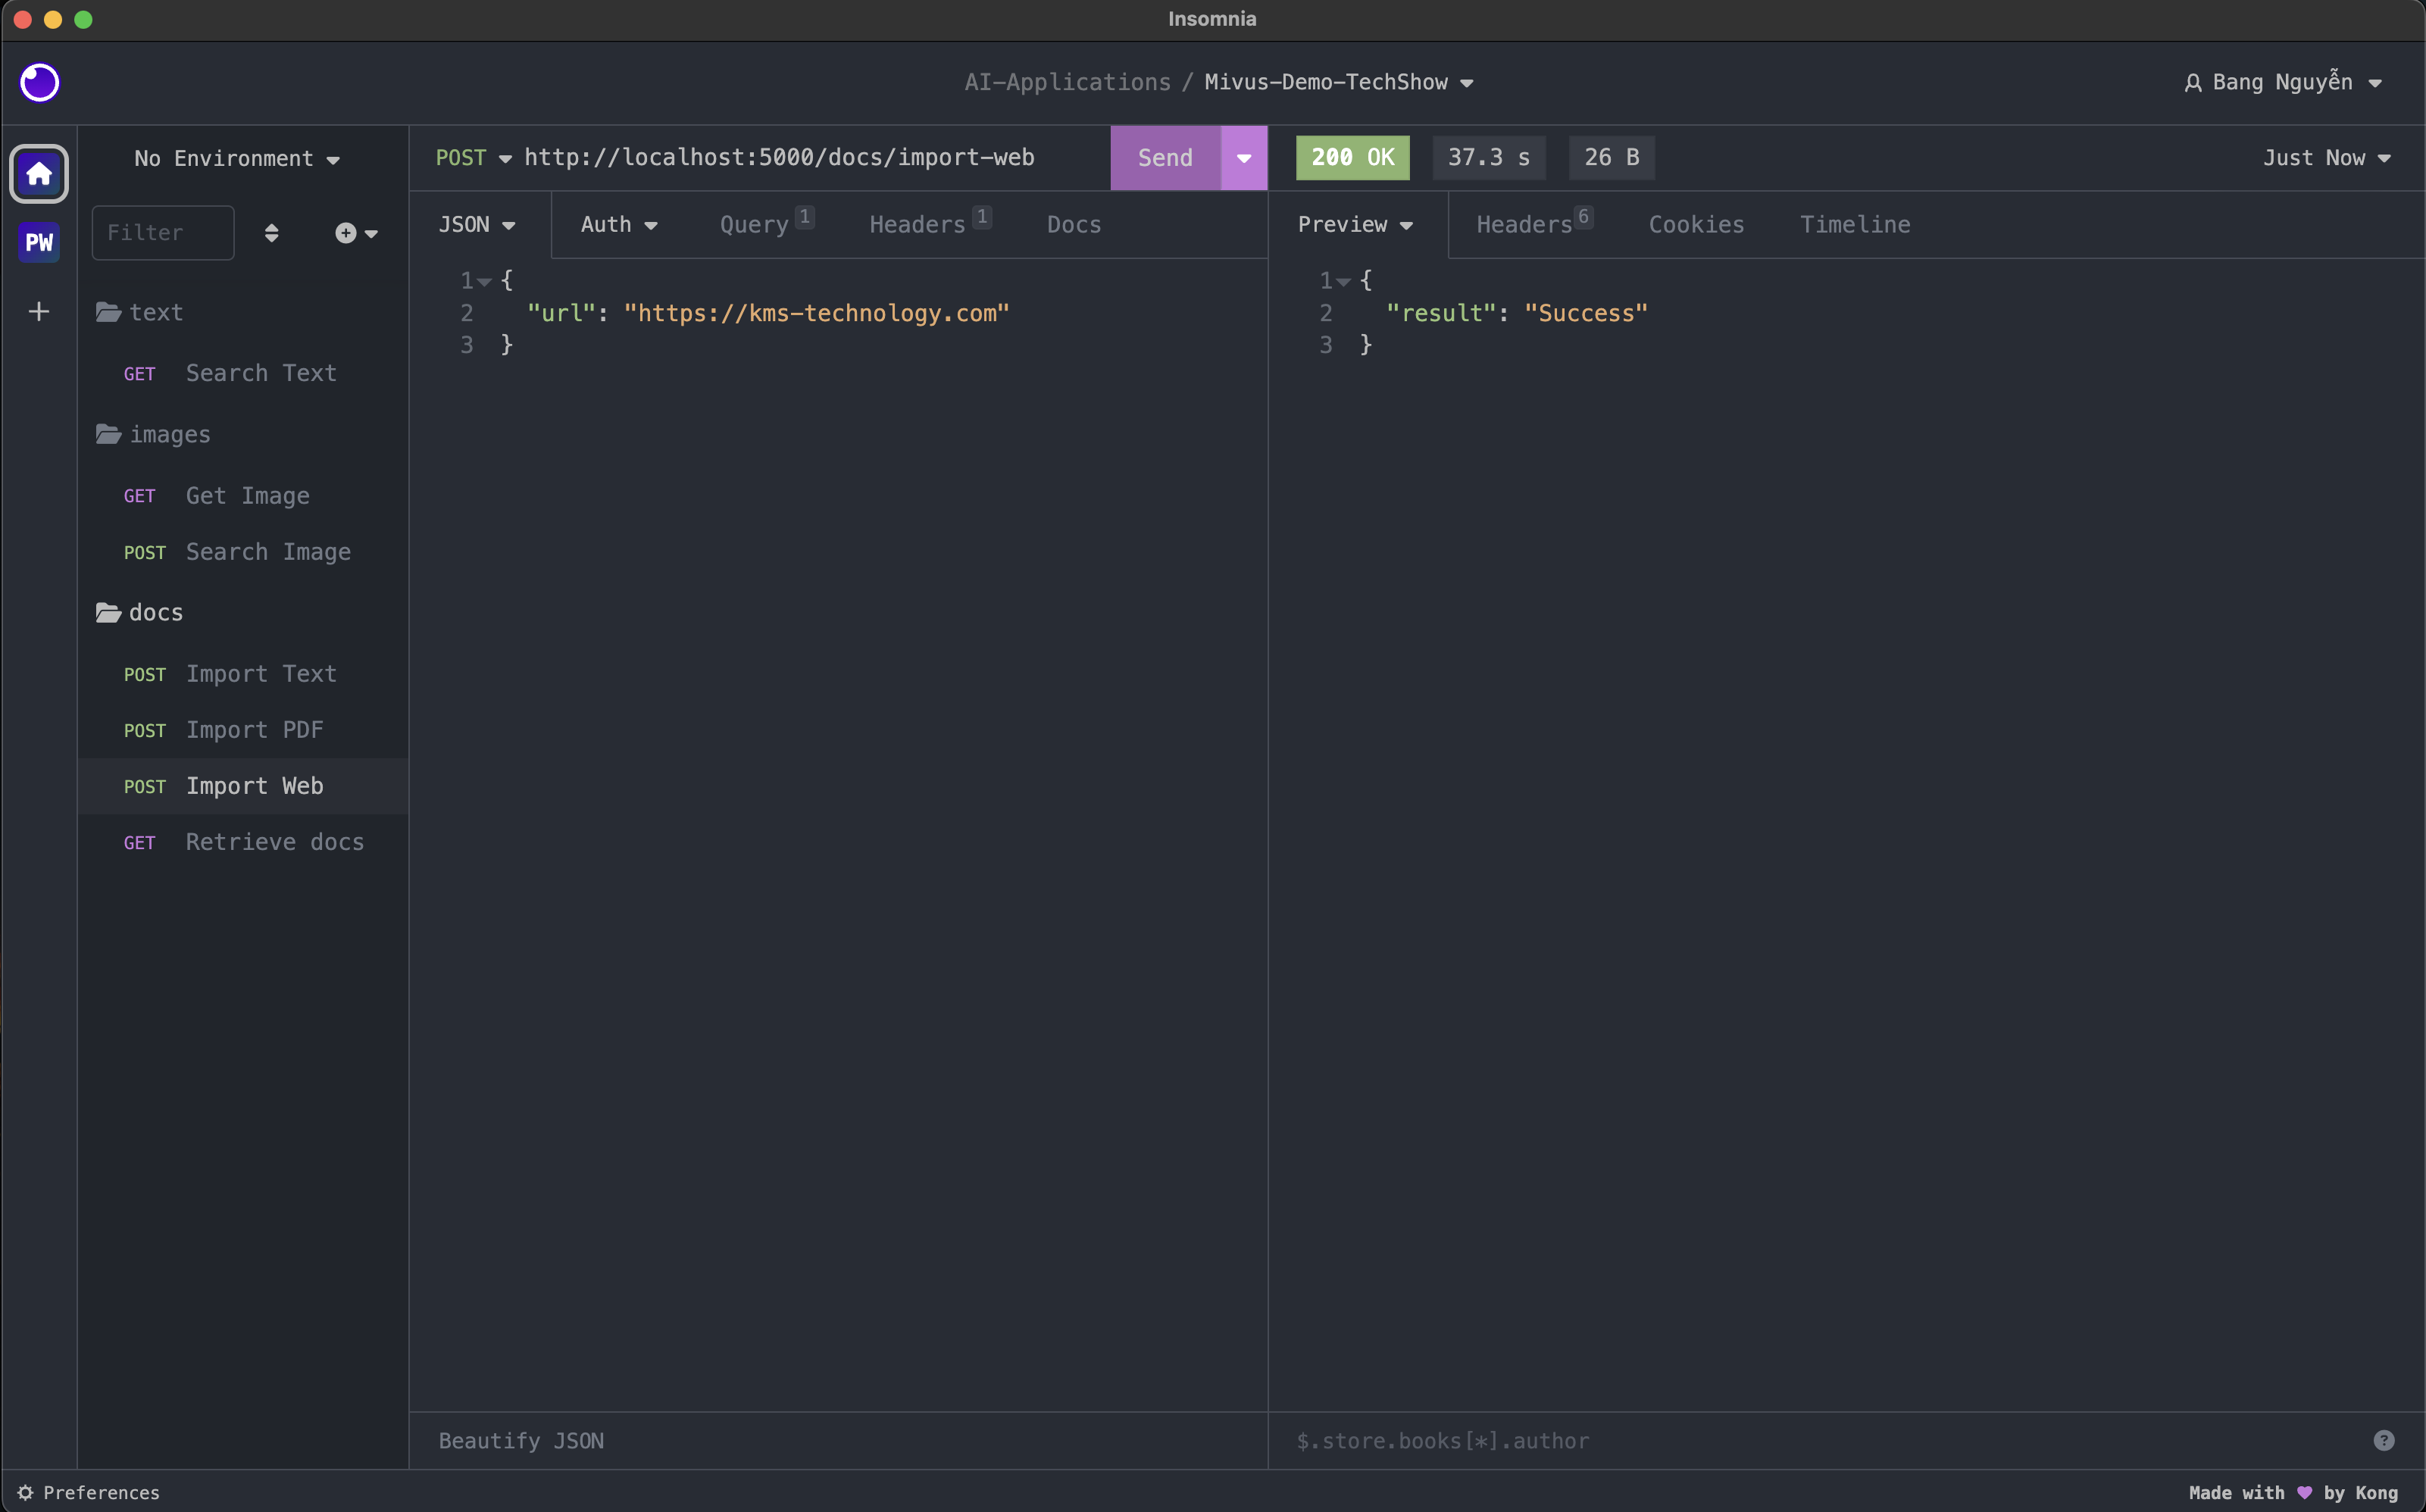 Insomnia
AI-Applications / Mivus-Demo-TechShow
Bang Nguyễn
PW
No Environment
Filter
text
GET Search Text
images
GET Get Image
POST Search Image
docs
POST Import Text
POST Import PDF
POST Import Web
GET Retrieve docs
POST http://localhost:5000/docs/import-web
Send
JSON Auth Query 1 Headers 1 Docs
1 {
2 "url": "https://kms-technology.com"
3 }
Beautify JSON
200 OK 37.3 s 26 B
Just Now
Preview Headers 6 Cookies Timeline
1 {
2 "result": "Success"
3 }
$.store.books[*].author
?
Preferences
Made with ♥ by Kong